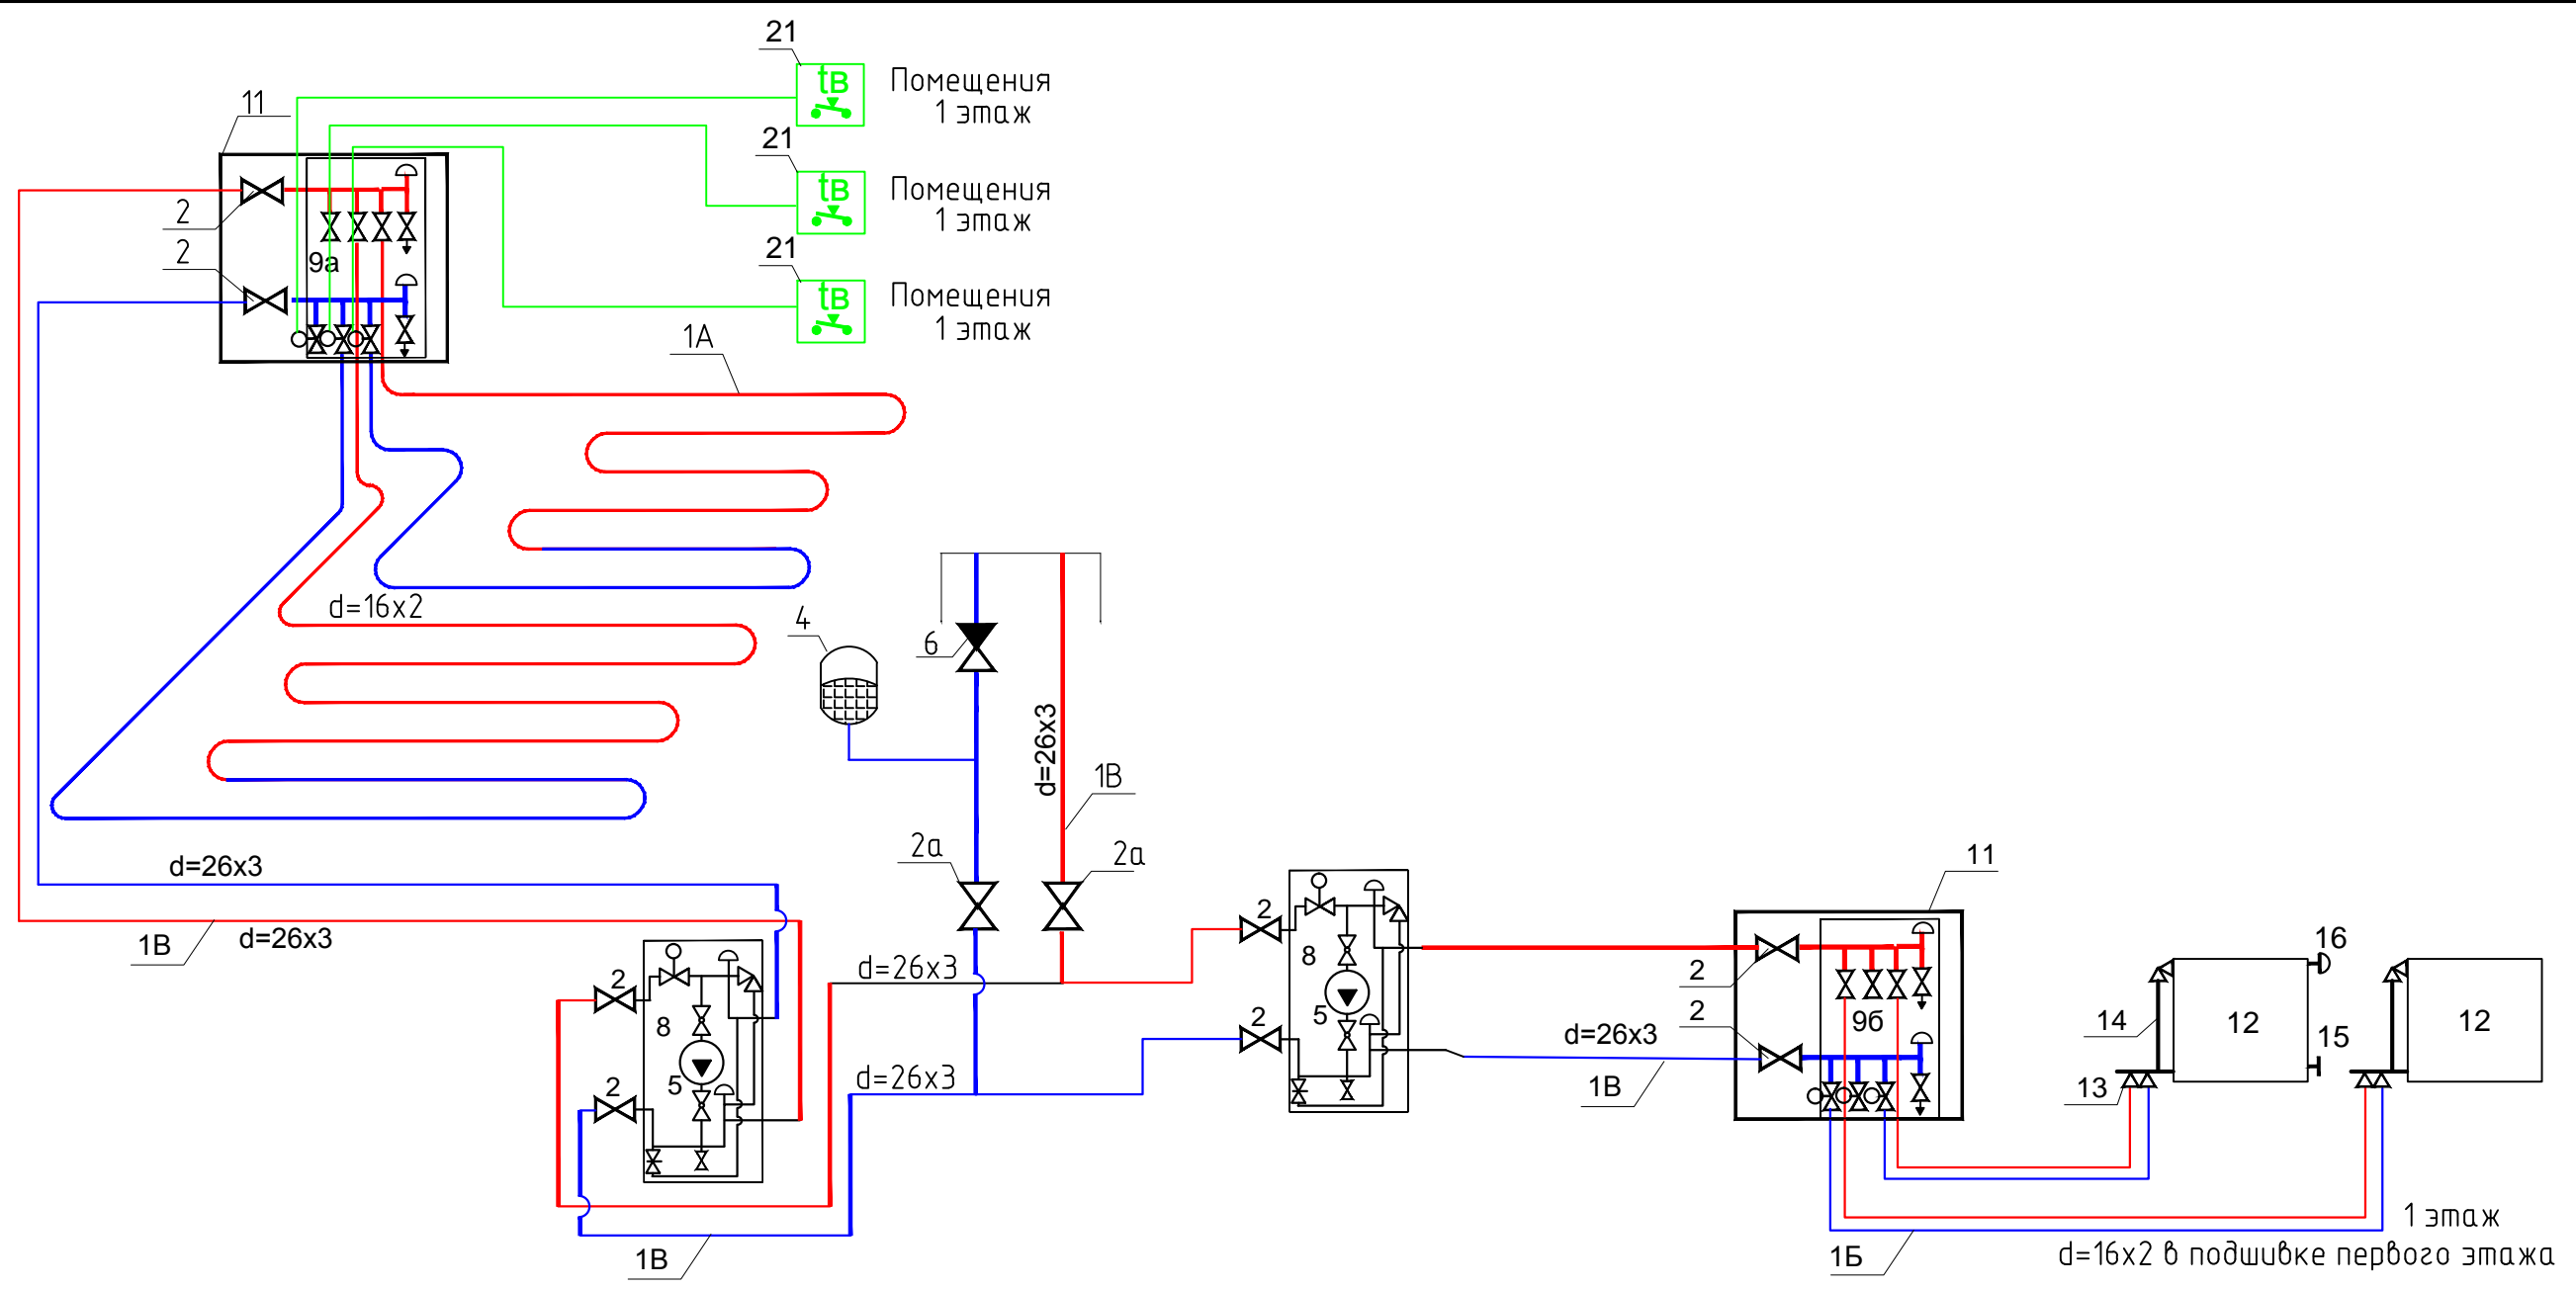 21
tв
Помещения
1 этаж
11
21
tв
Помещения
1 этаж
2
2
9а
21
tв
Помещения
1 этаж
1А
d=16x2
4
6
d=26x3
1В
2а
2а
d=26x3
1В
d=26x3
2
8
5
2
d=26x3
d=26x3
1В
2
8
5
2
d=26x3
1В
11
2
2
9б
16
14
12
15
13
12
1 этаж
1Б
d=16x2 в подшивке первого этажа